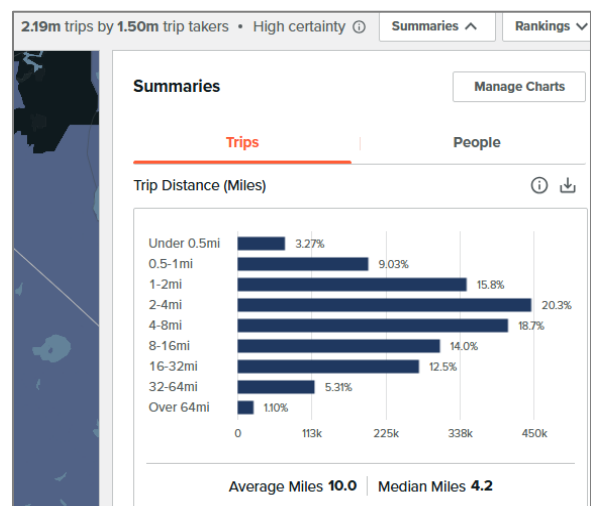 2.19m trips by 1.50m trip takers • High certainty Summaries Rankings
Summaries Manage Charts
Trips People
Trip Distance (Miles)
Under 0.5mi 3.27%
0.5-1mi 9.03%
1-2mi 15.8%
2-4mi 20.3%
4-8mi 18.7%
8-16mi 14.0%
16-32mi 12.5%
32-64mi 5.31%
Over 64mi 1.10%
0 113k 225k 338k 450k
Average Miles 10.0 Median Miles 4.2